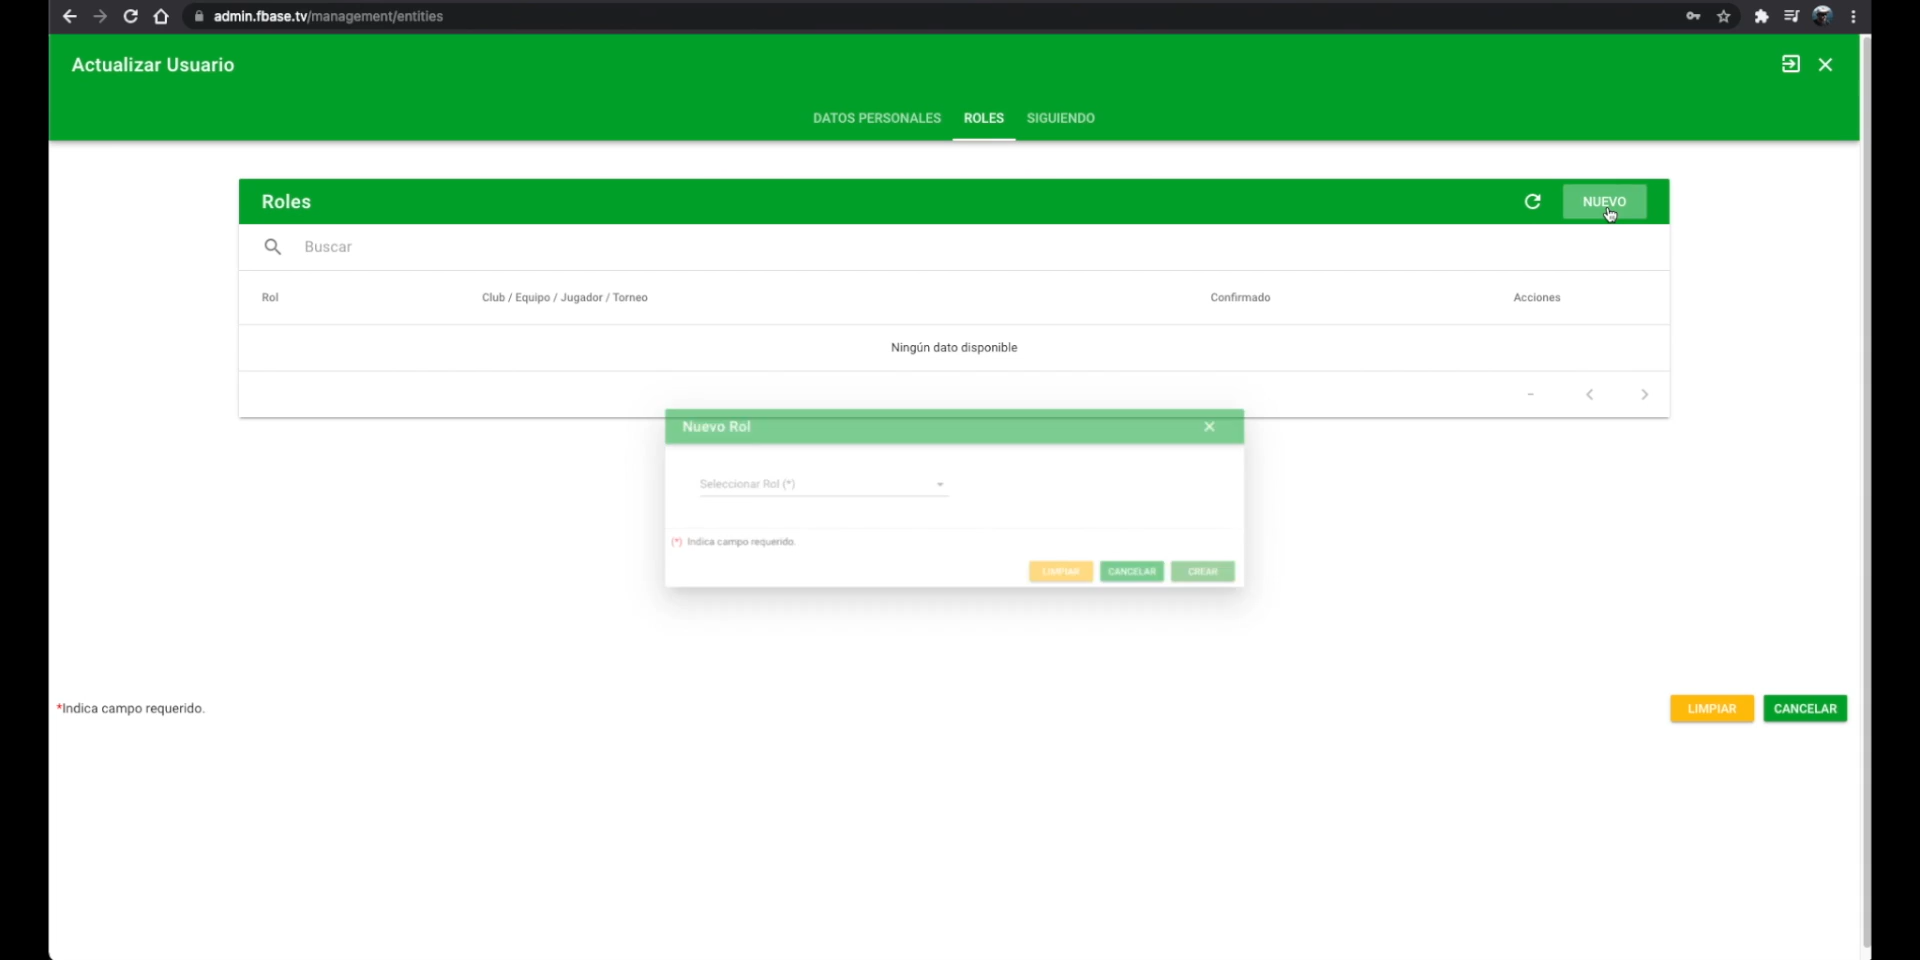 admin.fbase.tv/management/entities
Actualizar Usuario
DATOS PERSONALES ROLES SIGUIENDO
Roles
NUEVO
Buscar
Rol Club / Equipo / Jugador / Torneo Confirmado Acciones
Ningún dato disponible
-
Nuevo Rol
Seleccionar Rol (*)
(*) Indica campo requerido.
LIMPIAR CANCELAR CREAR
*Indica campo requerido.
LIMPIAR CANCELAR